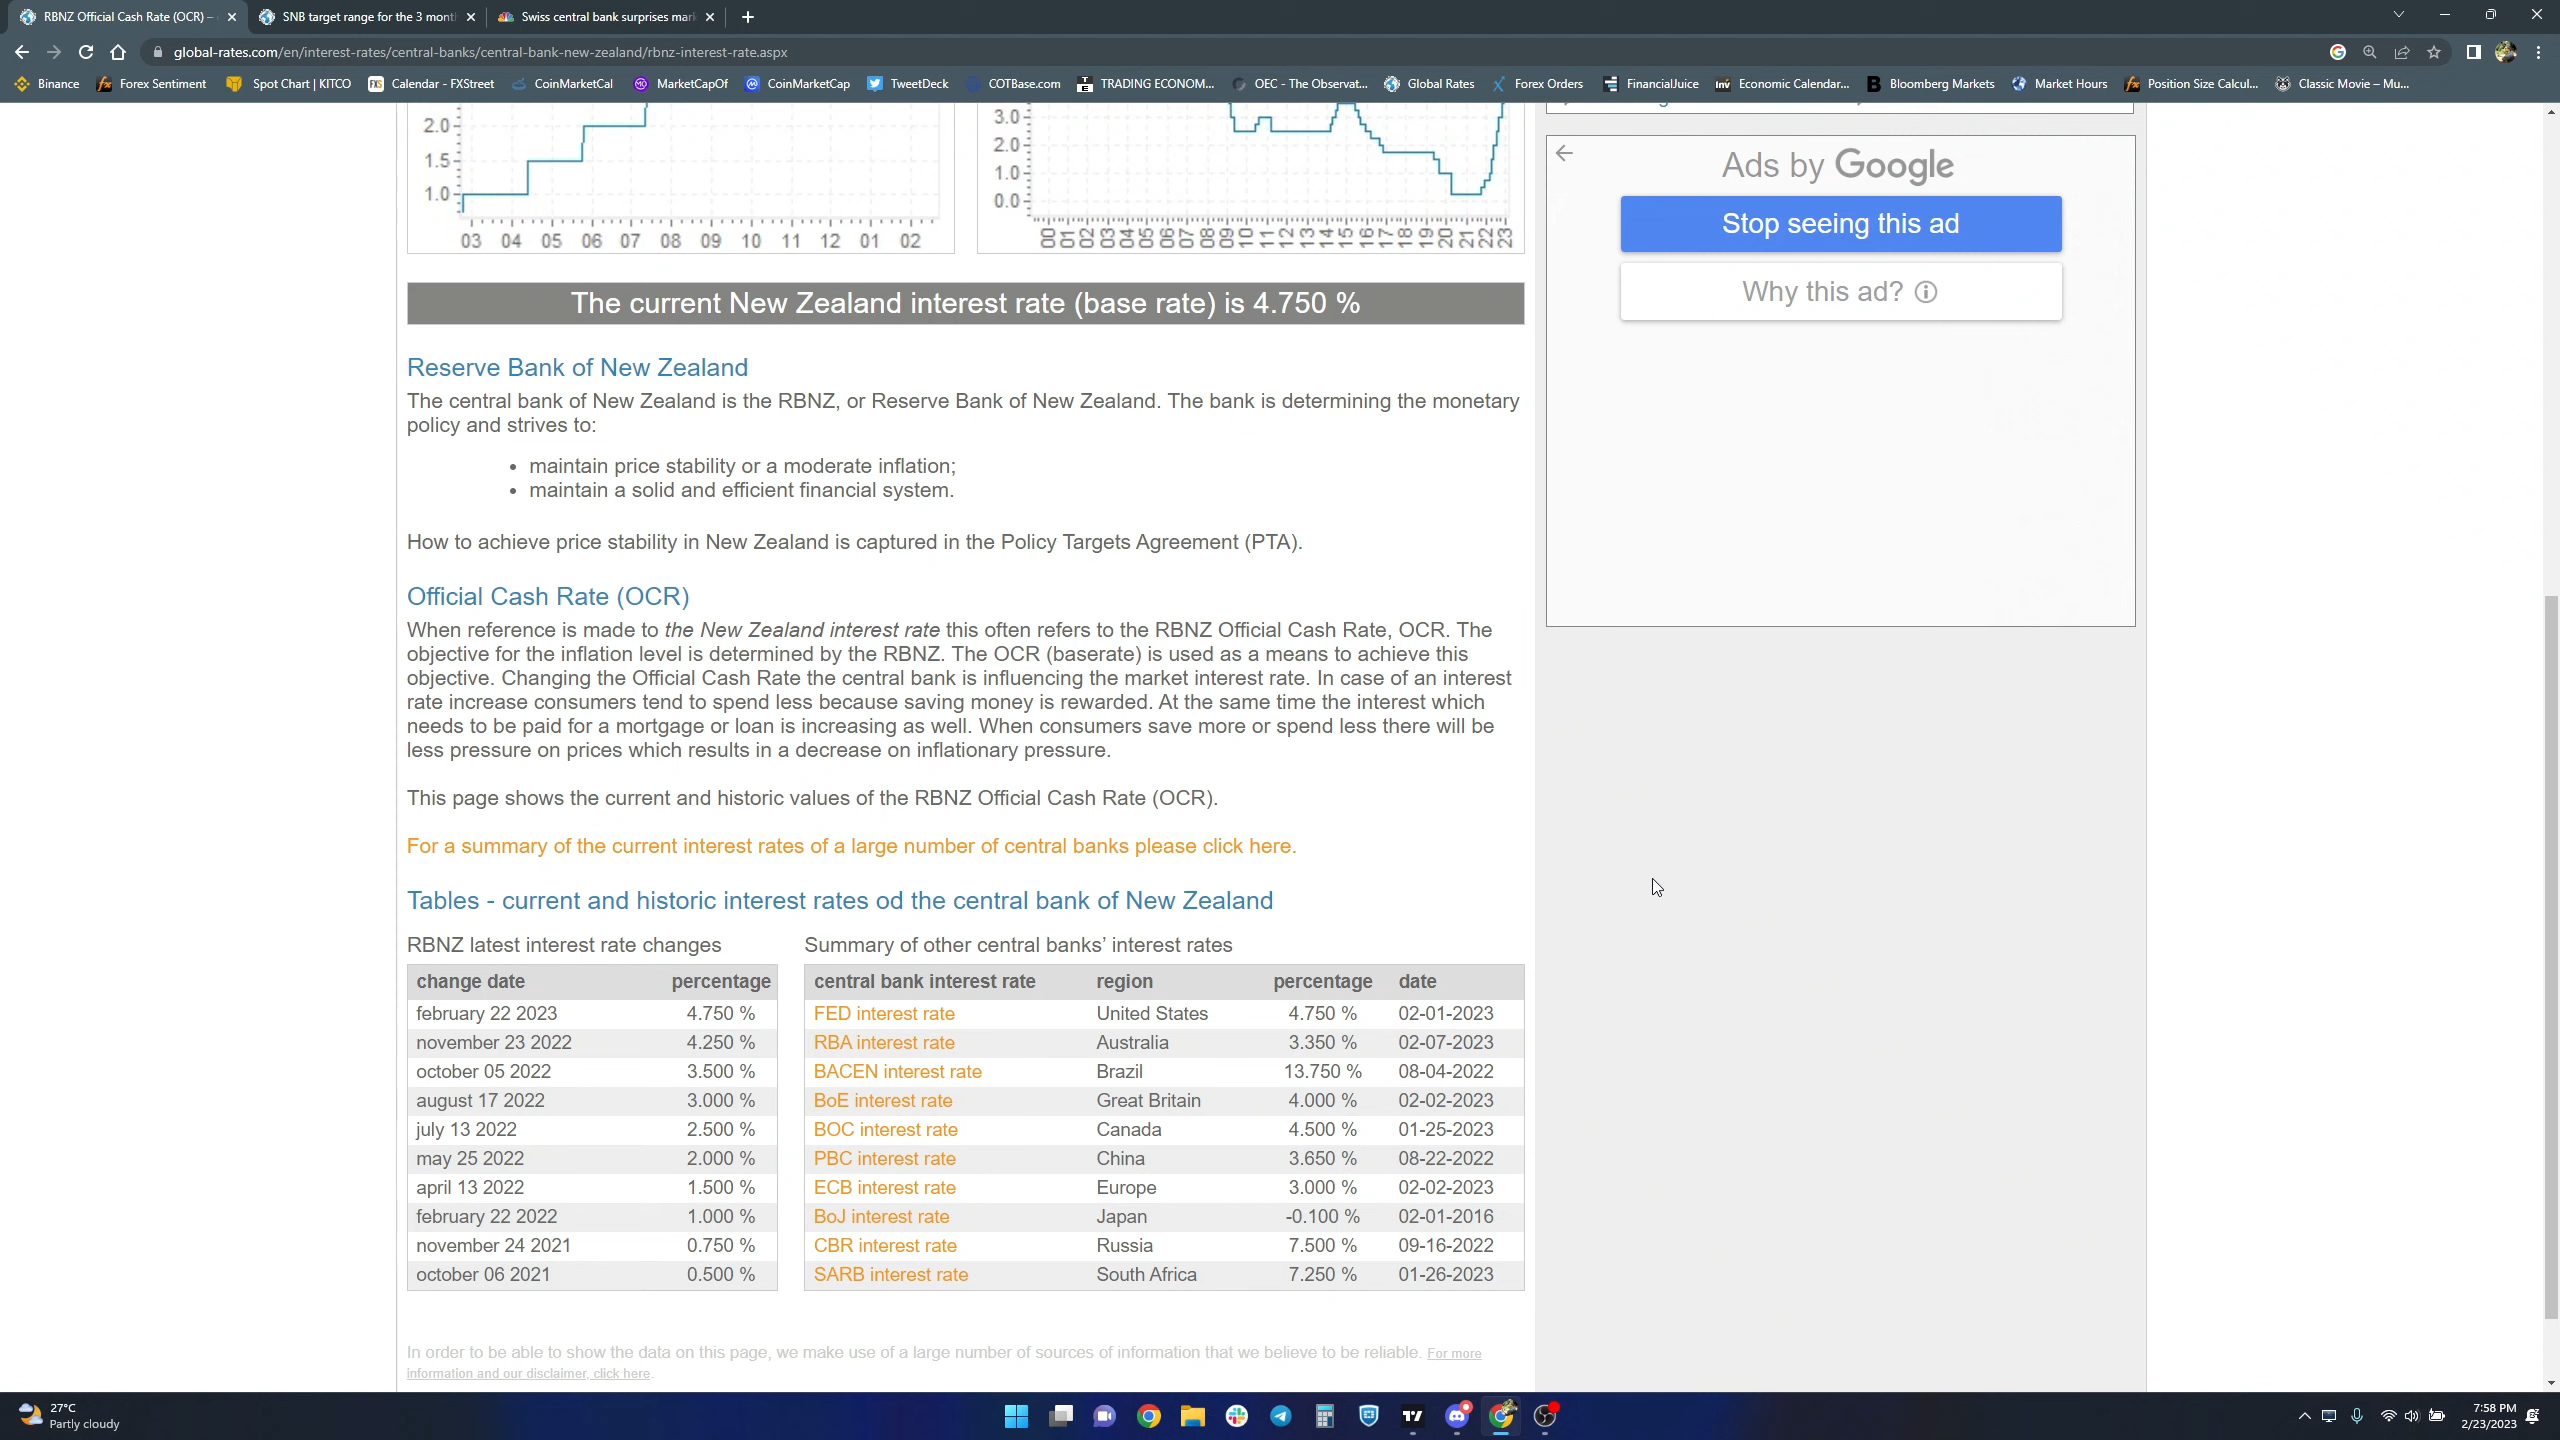 RBNZ Official Cash Rate (OCR) –
SNB target range for the 3 mont
Swiss central bank surprises mar
global-rates.com/en/interest-rates/central-banks/central-bank-new-zealand/rbnz-interest-rate.aspx
Binance
Forex Sentiment
Spot Chart | KITCO
Calendar - FXStreet
CoinMarketCal
MarketCapOf
CoinMarketCap
TweetDeck
COTBase.com
TRADING ECONOM...
OEC - The Observat...
Global Rates
Forex Orders
FinancialJuice
Economic Calendar...
Bloomberg Markets
Market Hours
Position Size Calcul...
Classic Movie – Mu...
2.0
1.5
1.0
03 04 05 06 07 08 09 10 11 12 01 02
3.0
2.0
1.0
0.0
00 01 02 03 04 05 06 07 08 09 10 11 12 13 14 15 16 17 18 19 20 21 22 23
Ads by Google
Stop seeing this ad
Why this ad?
The current New Zealand interest rate (base rate) is 4.750 %
Reserve Bank of New Zealand
The central bank of New Zealand is the RBNZ, or Reserve Bank of New Zealand. The bank is determining the monetary
policy and strives to:
• maintain price stability or a moderate inflation;
• maintain a solid and efficient financial system.
How to achieve price stability in New Zealand is captured in the Policy Targets Agreement (PTA).
Official Cash Rate (OCR)
When reference is made to the New Zealand interest rate this often refers to the RBNZ Official Cash Rate, OCR. The
objective for the inflation level is determined by the RBNZ. The OCR (baserate) is used as a means to achieve this
objective. Changing the Official Cash Rate the central bank is influencing the market interest rate. In case of an interest
rate increase consumers tend to spend less because saving money is rewarded. At the same time the interest which
needs to be paid for a mortgage or loan is increasing as well. When consumers save more or spend less there will be
less pressure on prices which results in a decrease on inflationary pressure.
This page shows the current and historic values of the RBNZ Official Cash Rate (OCR).
For a summary of the current interest rates of a large number of central banks please click here.
Tables - current and historic interest rates od the central bank of New Zealand
RBNZ latest interest rate changes
change date percentage
february 22 2023 4.750 %
november 23 2022 4.250 %
october 05 2022 3.500 %
august 17 2022 3.000 %
july 13 2022 2.500 %
may 25 2022 2.000 %
april 13 2022 1.500 %
february 22 2022 1.000 %
november 24 2021 0.750 %
october 06 2021 0.500 %
Summary of other central banks’ interest rates
central bank interest rate region percentage date
FED interest rate United States 4.750 % 02-01-2023
RBA interest rate Australia 3.350 % 02-07-2023
BACEN interest rate Brazil 13.750 % 08-04-2022
BoE interest rate Great Britain 4.000 % 02-02-2023
BOC interest rate Canada 4.500 % 01-25-2023
PBC interest rate China 3.650 % 08-22-2022
ECB interest rate Europe 3.000 % 02-02-2023
BoJ interest rate Japan -0.100 % 02-01-2016
CBR interest rate Russia 7.500 % 09-16-2022
SARB interest rate South Africa 7.250 % 01-26-2023
In order to be able to show the data on this page, we make use of a large number of sources of information that we believe to be reliable. For more
information and our disclaimer, click here.
27°C
Partly cloudy
7:58 PM
2/23/2023